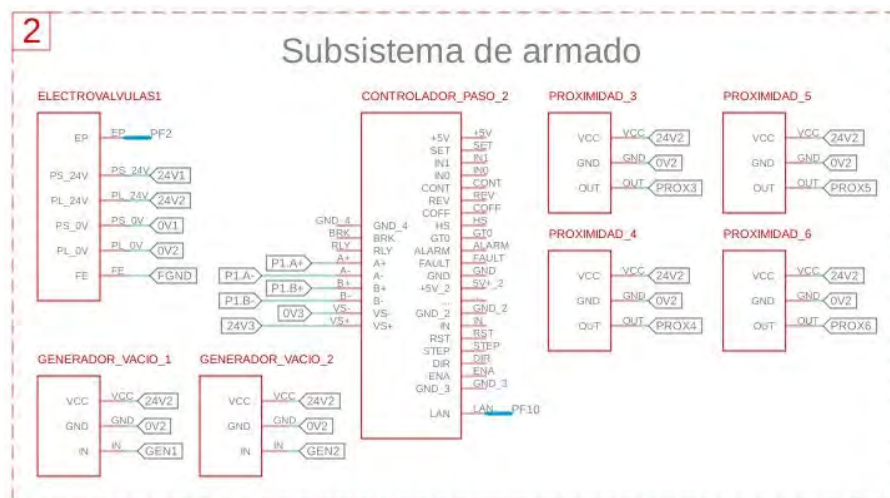 2
Subsistema de armado
ELECTROVALVULAS1
EP EP PF2
PS_24V PS_24V 24V1
PL_24V PL_24V 24V2
PS_0V PS_0V 0V1
PL_0V PL_0V 0V2
FE FE FGND
CONTROLADOR_PASO_2
+5V +5V
SET SET
IN1 IN1
IN0 IN0
CONT CONT
REV REV
COFF COFF
GND_4 GND_4 HS HS
BRK BRK GT0 GT0
RLY RLY ALARM ALARM
P1.A+ A+ A+ FAULT FAULT
P1.A- A- A- GND GND
P1.B+ B+ B+ +5V_2 5V+_2
P1.B- B- B- ...
0V3 VS- VS- GND_2 GND_2
24V3 VS+ VS+ IN IN
RST RST
STEP STEP
DIR DIR
ENA ENA
GND_3 GND_3
LAN LAN PF10
PROXIMIDAD_3
VCC VCC 24V2
GND GND 0V2
OUT OUT PROX3
PROXIMIDAD_5
VCC VCC 24V2
GND GND 0V2
OUT OUT PROX5
PROXIMIDAD_4
VCC VCC 24V2
GND GND 0V2
OUT OUT PROX4
PROXIMIDAD_6
VCC VCC 24V2
GND GND 0V2
OUT OUT PROX6
GENERADOR_VACIO_1
VCC VCC 24V2
GND GND 0V2
IN IN GEN1
GENERADOR_VACIO_2
VCC VCC 24V2
GND GND 0V2
IN IN GEN2